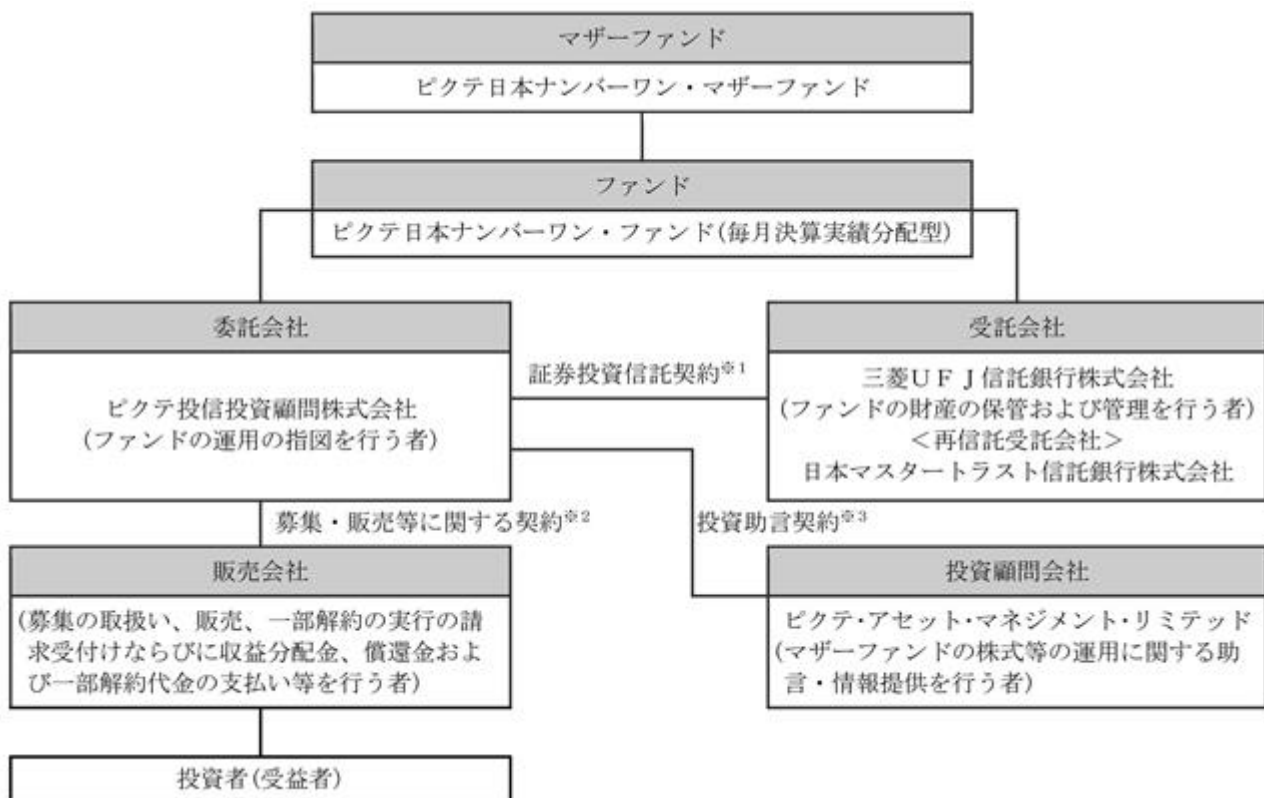 マザーファンド
ピクテ日本ナンバーワン・マザーファンド
ファンド
ピクテ日本ナンバーワン・ファンド(毎月決算実績分配型)
委託会社
ピクテ投信投資顧問株式会社
(ファンドの運用の指図を行う者)
証券投資信託契約※1
受託会社
三菱UFJ信託銀行株式会社
(ファンドの財産の保管および管理を行う者)
<再信託受託会社>
日本マスタートラスト信託銀行株式会社
募集・販売等に関する契約※2
投資助言契約※3
販売会社
(募集の取扱い、販売、一部解約の実行の請
求受付けならびに収益分配金、償還金およ
び一部解約代金の支払い等を行う者)
投資顧問会社
ピクテ・アセット・マネジメント・リミテッド
(マザーファンドの株式等の運用に関する助
言・情報提供を行う者)
投資者(受益者)